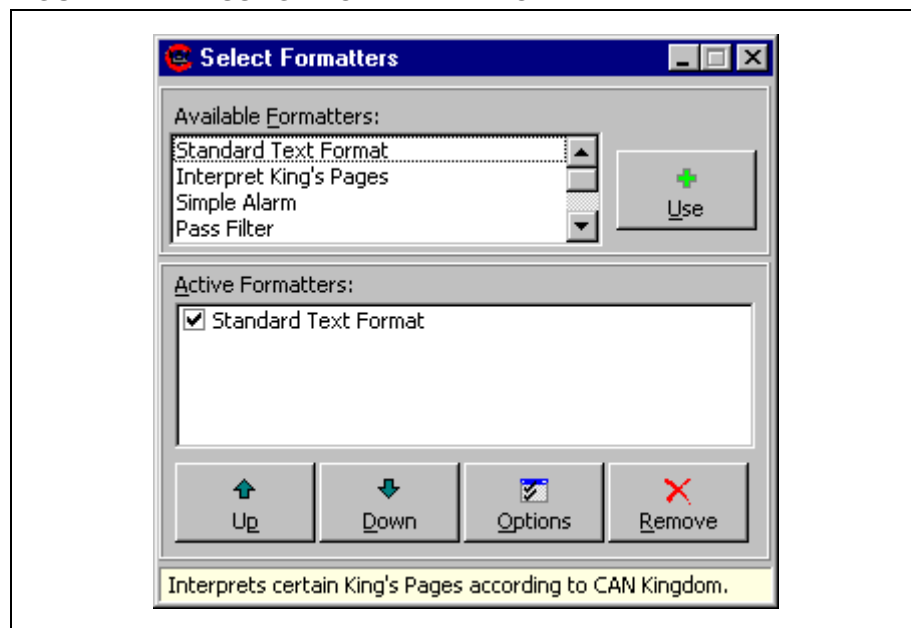 Select Formatters
Available Formatters:
Standard Text Format
Interpret King's Pages
Simple Alarm
Pass Filter
Use
Active Formatters:
Standard Text Format
Up
Down
Options
Remove
Interprets certain King's Pages according to CAN Kingdom.